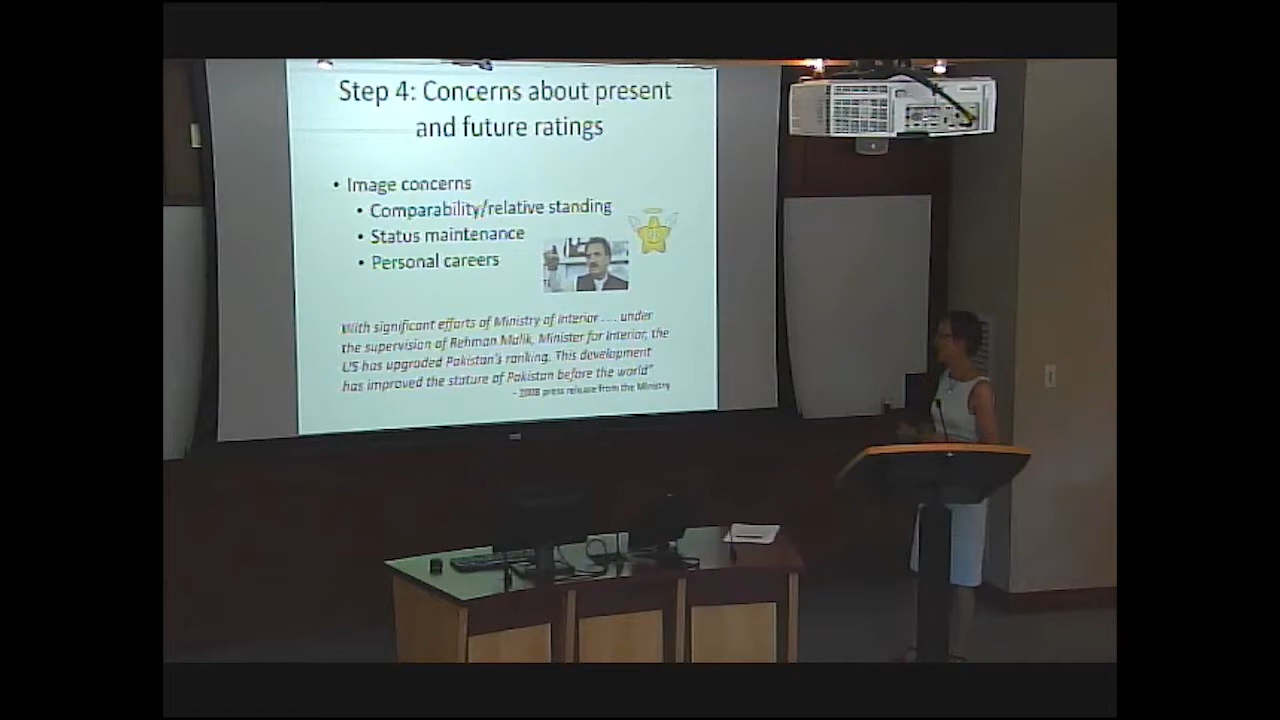 Step 4: Concerns about present
and future ratings
• Image concerns
• Comparability/relative standing
• Status maintenance
• Personal careers
With significant efforts of Ministry of Interior . . . under
the supervision of Rehman Malik, Minister for Interior, the
US has upgraded Pakistan's ranking. This development
has improved the stature of Pakistan before the world"
- 2008 press release from the Ministry